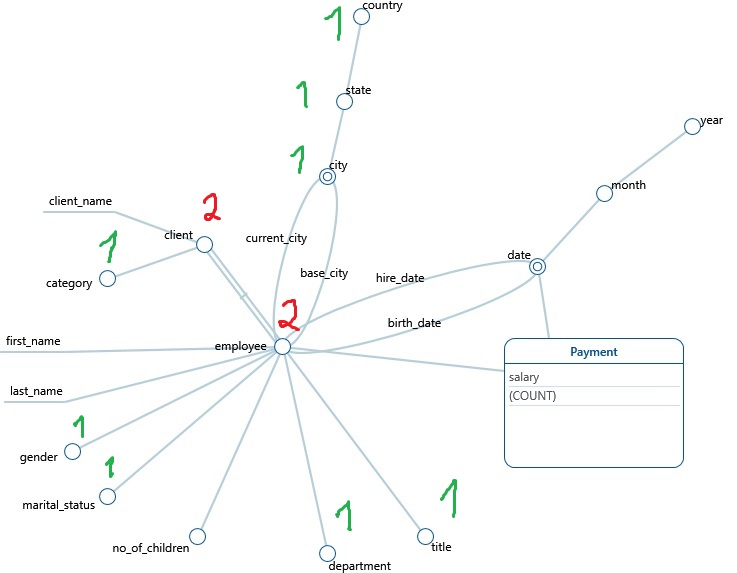 country
1
state
1
city
1
year
month
client_name
2
client
current_city
category
1
date
base_city
hire_date
birth_date
2
employee
first_name
last_name
gender
1
marital_status
1
no_of_children
department
1
title
1
Payment
salary
(COUNT)